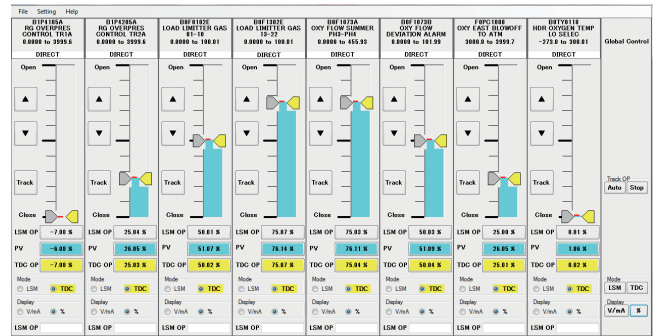 File Setting Help
B1P4105A
RG OVERPRES
CONTROL TR1A
0.0000 to 3999.6
DIRECT
Open
Track
Close
LSM OP -7.00 %
PV -6.08 %
TDC OP -7.00 %
Mode
LSM TDC
Display
V/mA %
LSM OP
B1P4205A
RG OVERPRES
CONTROL TR2A
0.0000 to 3999.6
DIRECT
Open
Track
Close
LSM OP 25.04 %
PV 26.05 %
TDC OP 25.03 %
Mode
LSM TDC
Display
V/mA %
LSM OP
B0F0102E
LOAD LIMITTER GAS
01-10
0.0000 to 100.01
DIRECT
Open
Track
Close
LSM OP 50.01 %
PV 51.07 %
TDC OP 50.02 %
Mode
LSM TDC
Display
V/mA %
LSM OP
B0F1302E
LOAD LIMITTER GAS
13-22
0.0000 to 100.01
DIRECT
Open
Track
Close
LSM OP 75.07 %
PV 76.14 %
TDC OP 75.07 %
Mode
LSM TDC
Display
V/mA %
LSM OP
B0F1073A
OXY FLOW SUMMER
PH3-PH4
0.0000 to 455.93
DIRECT
Open
Track
Close
LSM OP 75.03 %
PV 76.11 %
TDC OP 75.04 %
Mode
LSM TDC
Display
V/mA %
LSM OP
B0F1073B
OXY FLOW
DEVIATION ALARM
0.0000 to 101.99
DIRECT
Open
Track
Close
LSM OP 50.03 %
PV 51.09 %
TDC OP 50.04 %
Mode
LSM TDC
Display
V/mA %
LSM OP
F0PC1000
OXY EAST BLOWOFF
TO ATM
3000.0 to 3999.7
DIRECT
Open
Track
Close
LSM OP 25.00 %
PV 26.05 %
TDC OP 25.01 %
Mode
LSM TDC
Display
V/mA %
LSM OP
B0TY0110
HDR OXYGEN TEMP
LO SELEC
-273.0 to 300.01
DIRECT
Open
Track
Close
LSM OP 0.01 %
PV 1.06 %
TDC OP 0.02 %
Mode
LSM TDC
Display
V/mA %
LSM OP
Global Control
Track OP
Auto Stop
Mode
LSM TDC
Display
V/mA %